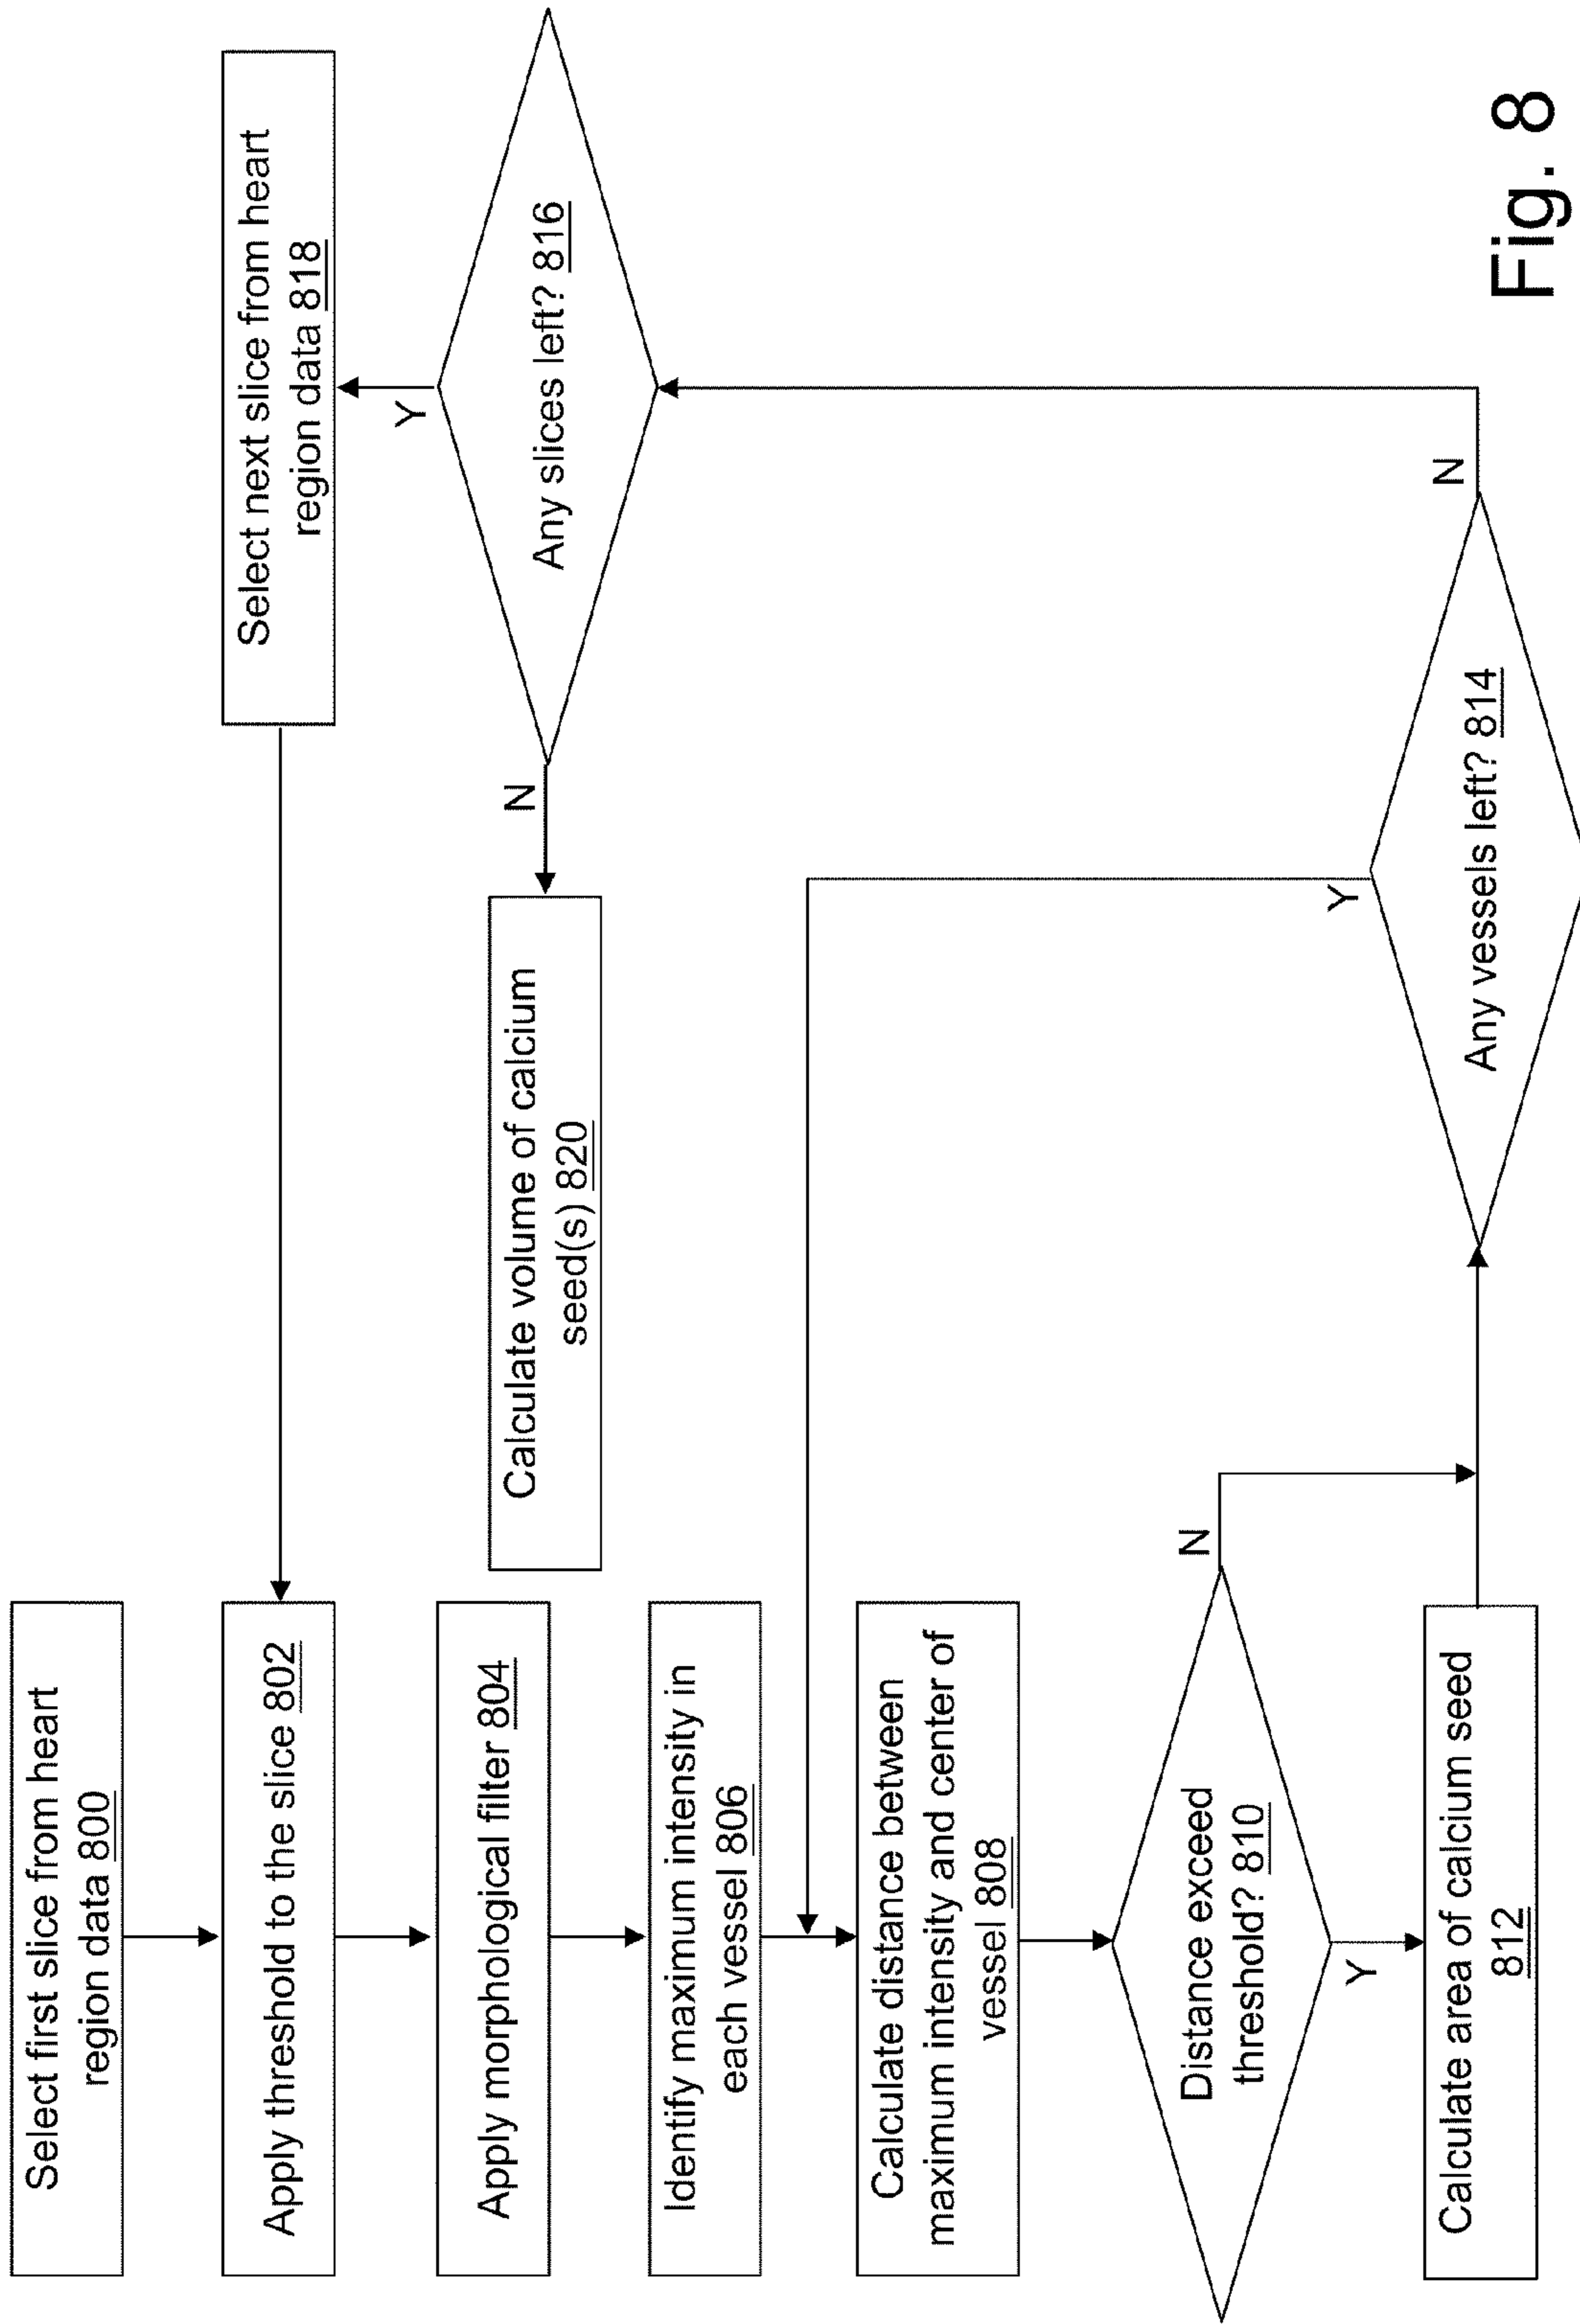 Select first slice from heart
region data 800
Apply threshold to the slice 802
Apply morphological filter 804
Identify maximum intensity in
each vessel 806
Calculate distance between
maximum intensity and center of
vessel 808
Distance exceed
threshold? 810
N
Y
Calculate area of calcium seed
812
Any vessels left? 814
Y
N
Any slices left? 816
Y
N
Select next slice from heart
region data 818
Calculate volume of calcium
seed(s) 820
Fig. 8